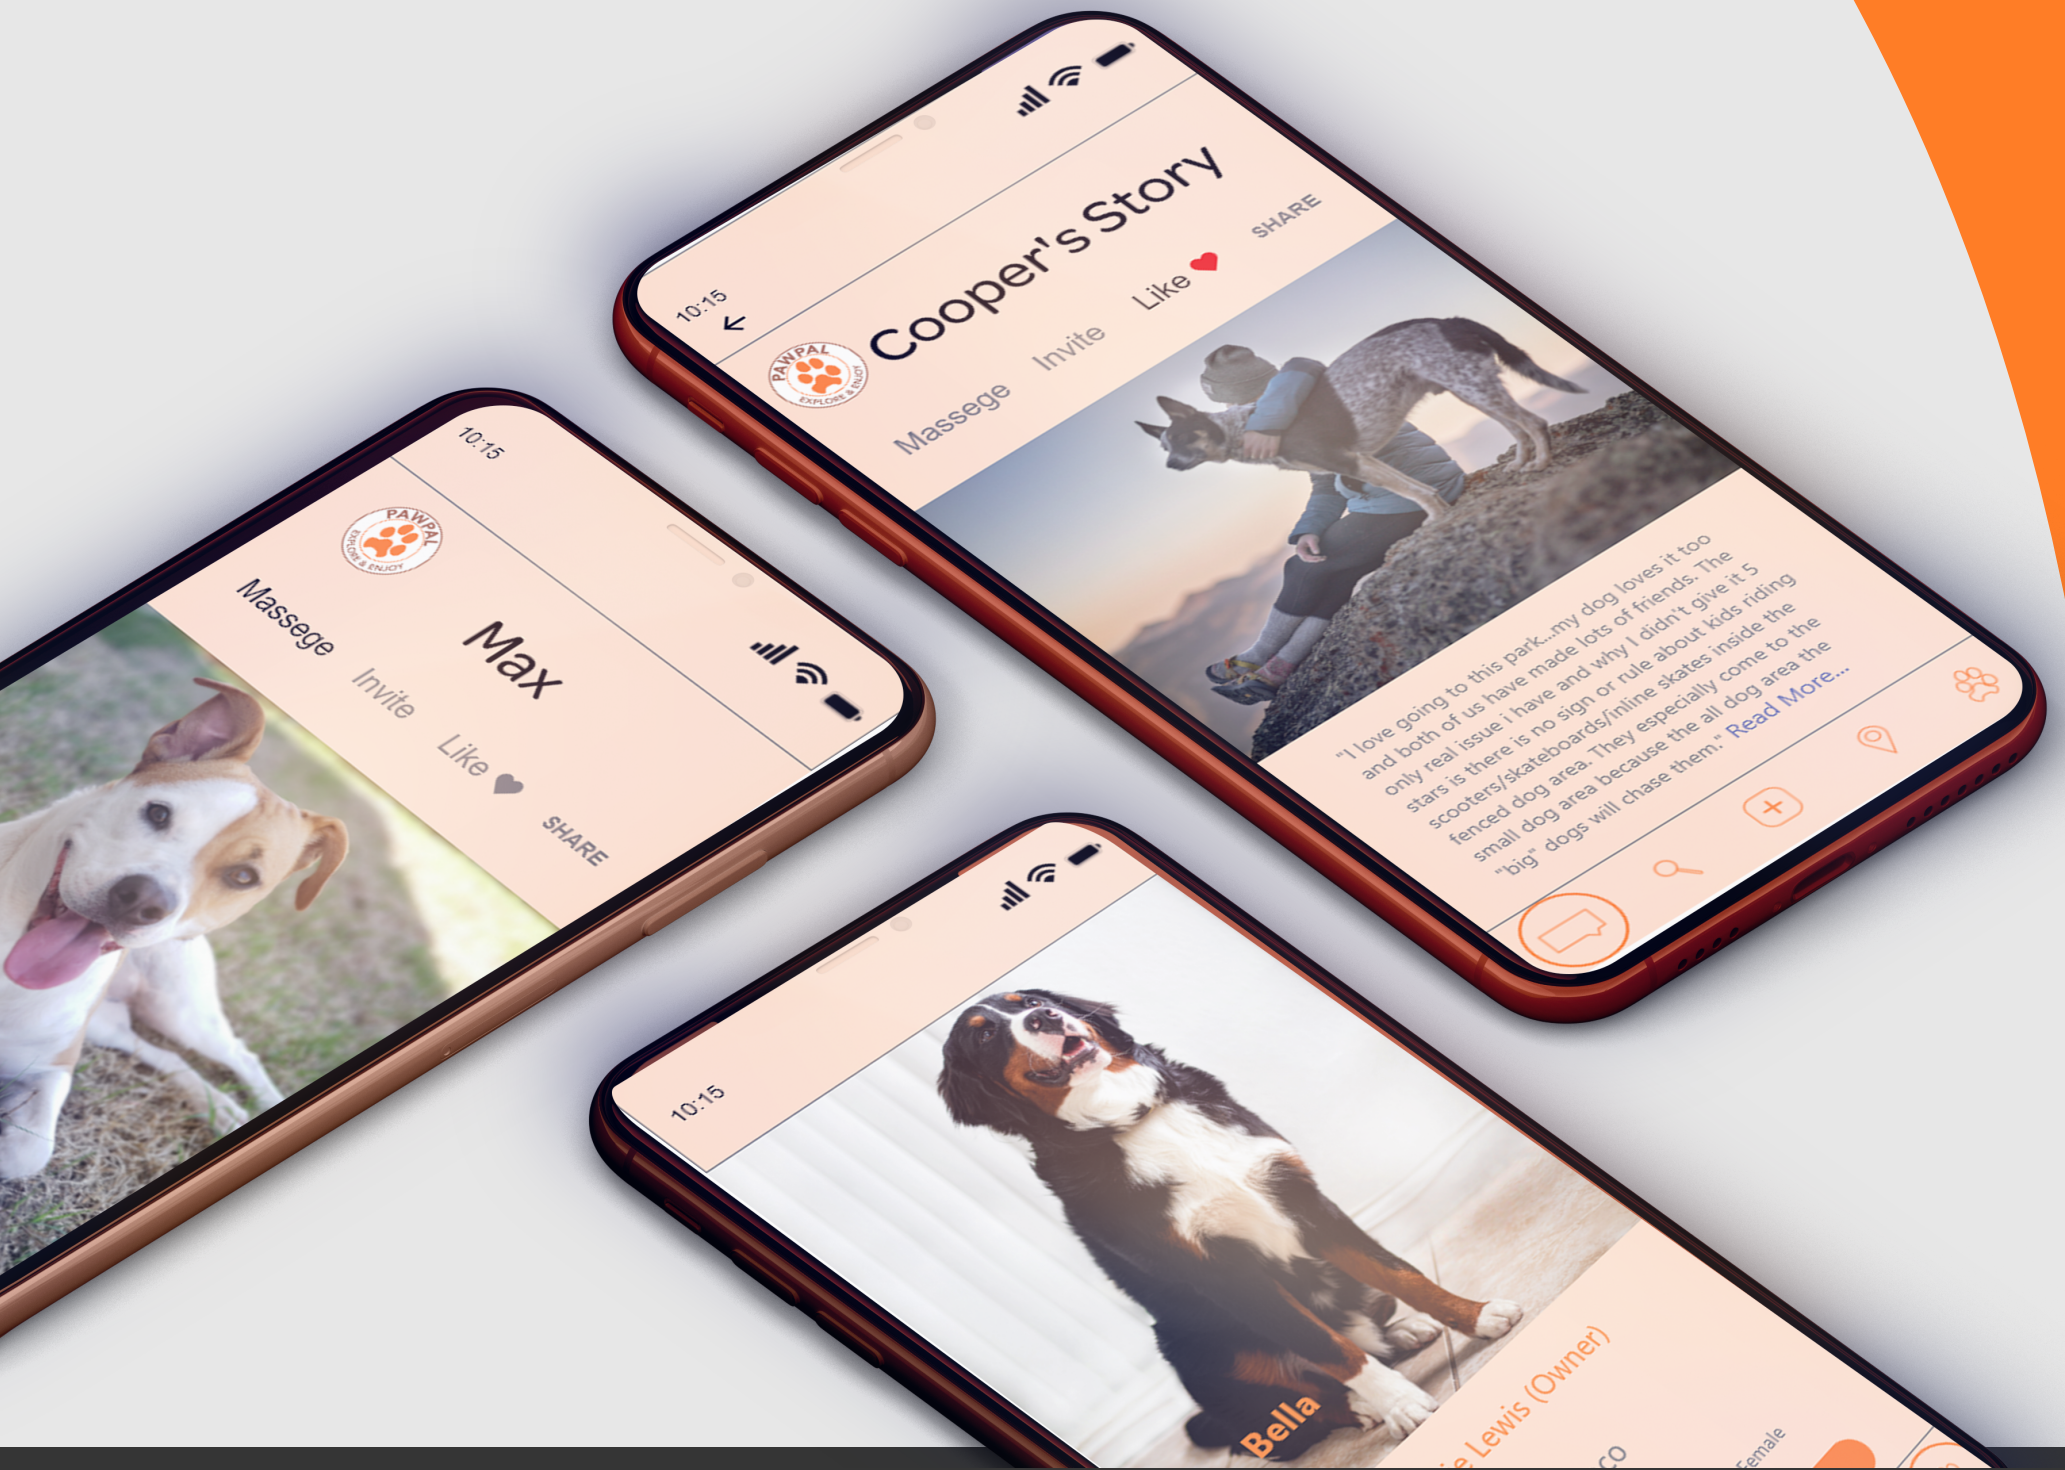 10:15
PAWPAL
EXPLORE & ENJOY
Cooper's Story
Massege
Invite
Like
SHARE
"I love going to this park...my dog loves it too
and both of us have made lots of friends. The
only real issue i have and why I didn't give it 5
stars is there is no sign or rule about kids riding
scooters/skateboards/inline skates inside the
fenced dog area. They especially come to the
small dog area because the all dog area the
"big" dogs will chase them." Read More...
10:15
PAWPAL
EXPLORE & ENJOY
Max
Massege
Invite
Like
SHARE
10:15
Bella
Lewis (Owner)
Female